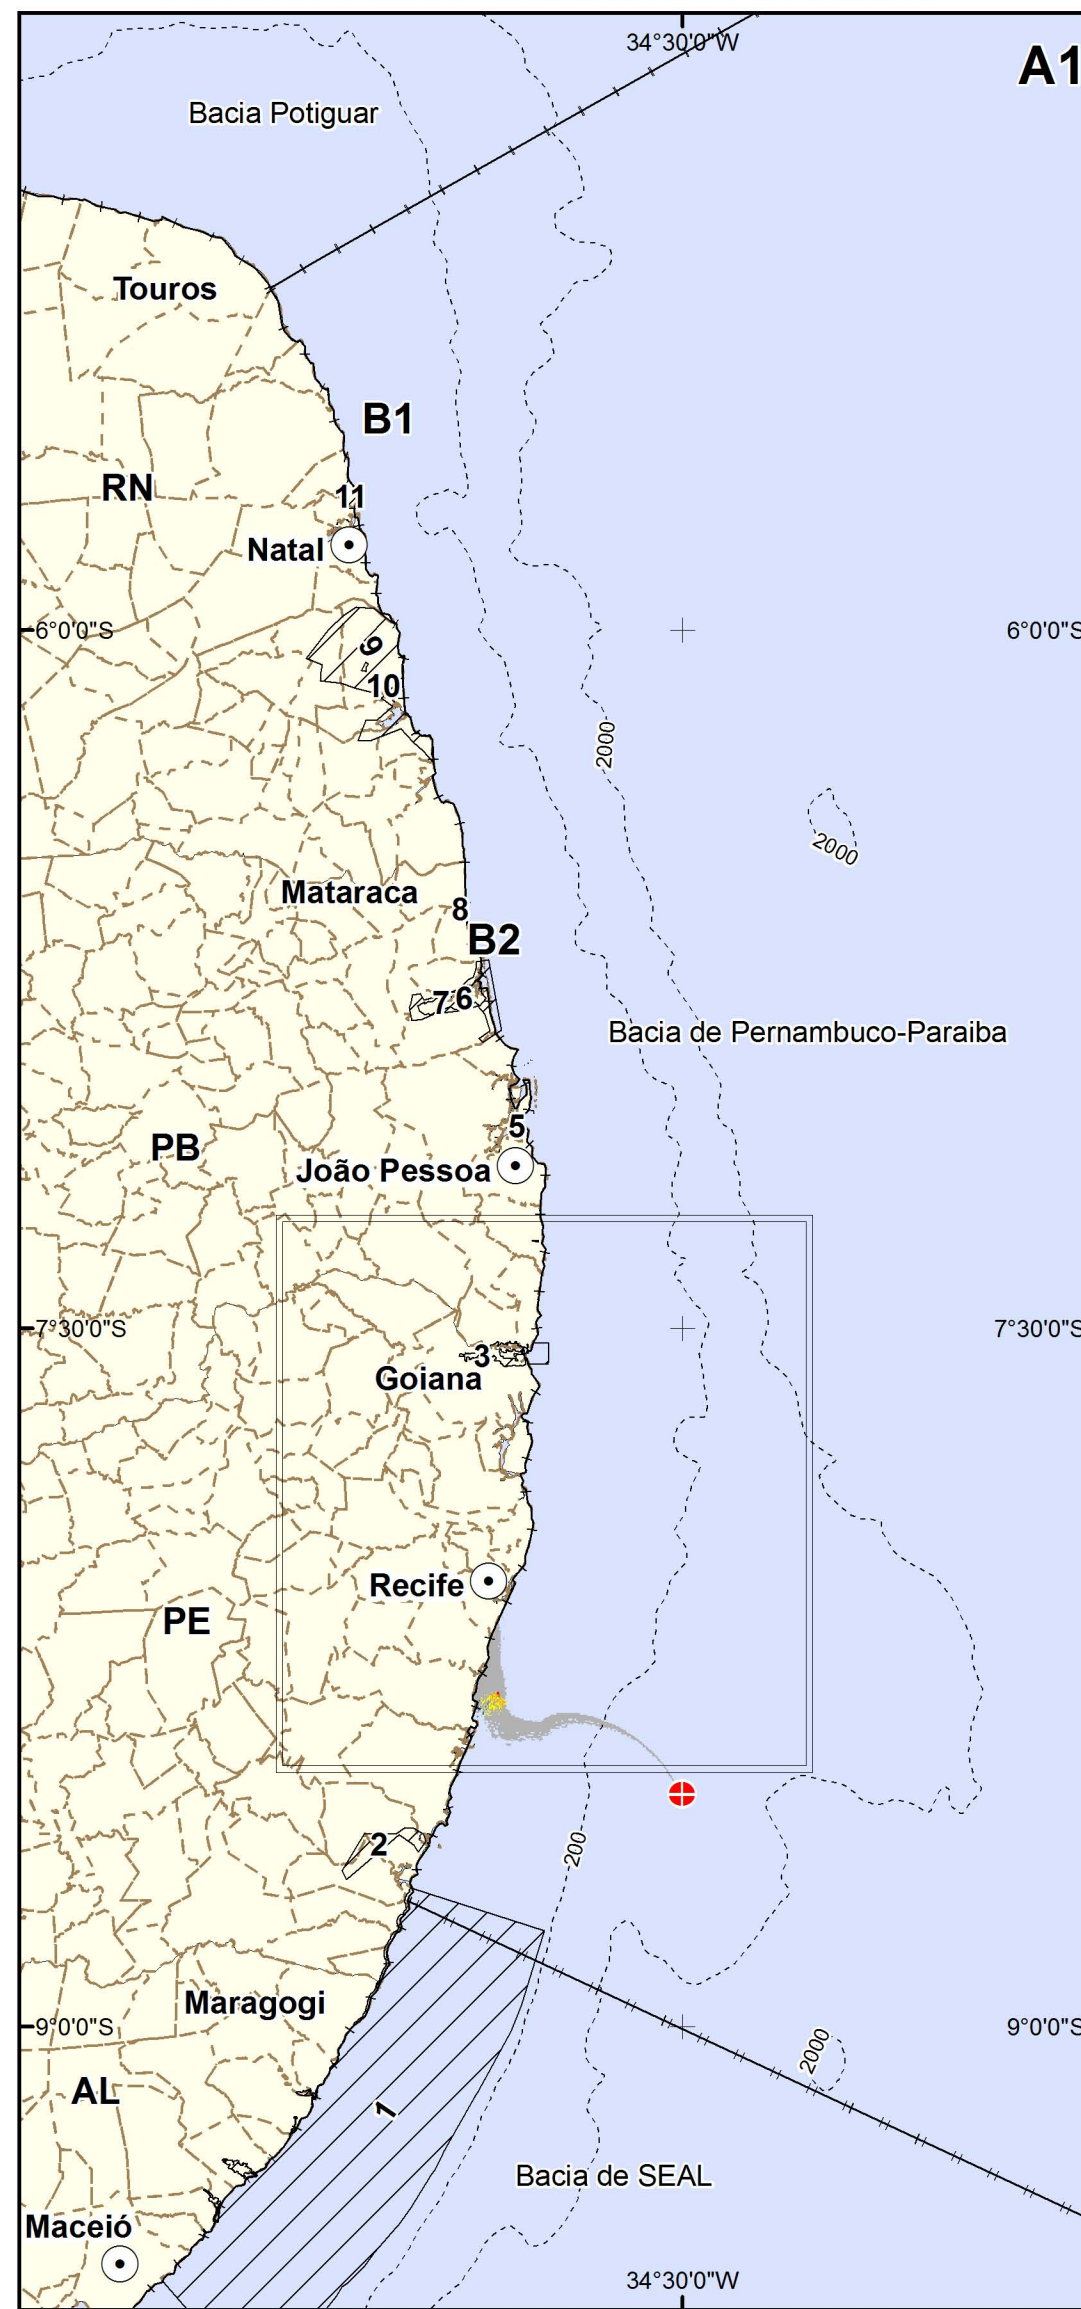 34°30'0"W
A1
Bacia Potiguar
Touros
B1
RN
11
Natal
6°0'0"S
6°0'0"S
9
10
2000
2000
Mataraca
8
B2
7
6
Bacia de Pernambuco-Paraiba
5
PB
João Pessoa
7°30'0"S
7°30'0"S
3
Goiana
Recife
PE
2
200
Maragogi
9°0'0"S
9°0'0"S
2000
AL
1
Bacia de SEAL
Maceió
34°30'0"W